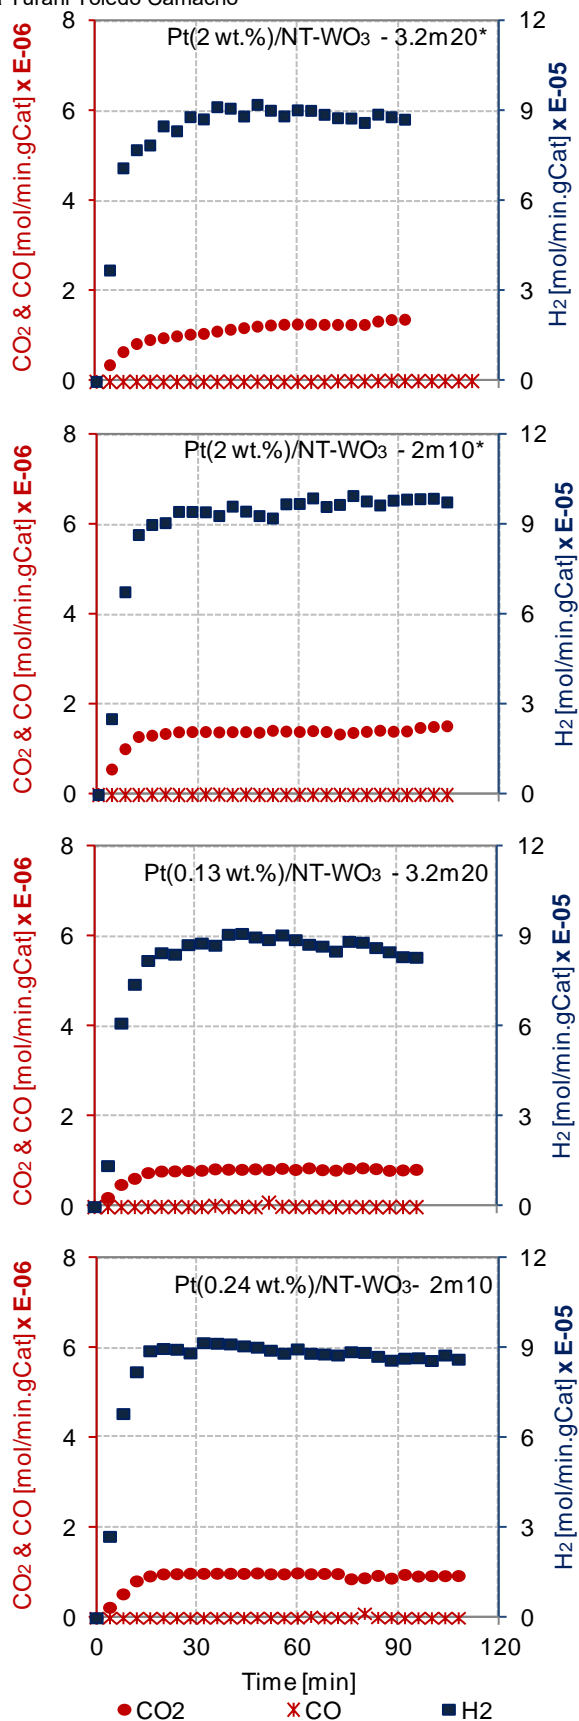 a Yurani Toledo Camacho
Pt(2 wt.%)/NT-WO3 - 3.2m20*
CO2 & CO [mol/min.gCat] x E-06
H2 [mol/min.gCat] x E-05
8
6
4
2
0
12
9
6
3
0
Pt(2 wt.%)/NT-WO3 - 2m10*
CO2 & CO [mol/min.gCat] x E-06
H2 [mol/min.gCat] x E-05
8
6
4
2
0
12
9
6
3
0
Pt(0.13 wt.%)/NT-WO3 - 3.2m20
CO2 & CO [mol/min.gCat] x E-06
H2 [mol/min.gCat] x E-05
8
6
4
2
0
12
9
6
3
0
Pt(0.24 wt.%)/NT-WO3- 2m10
CO2 & CO [mol/min.gCat] x E-06
H2 [mol/min.gCat] x E-05
8
6
4
2
0
12
9
6
3
0
0 30 60 90 120
Time [min]
CO2 CO H2